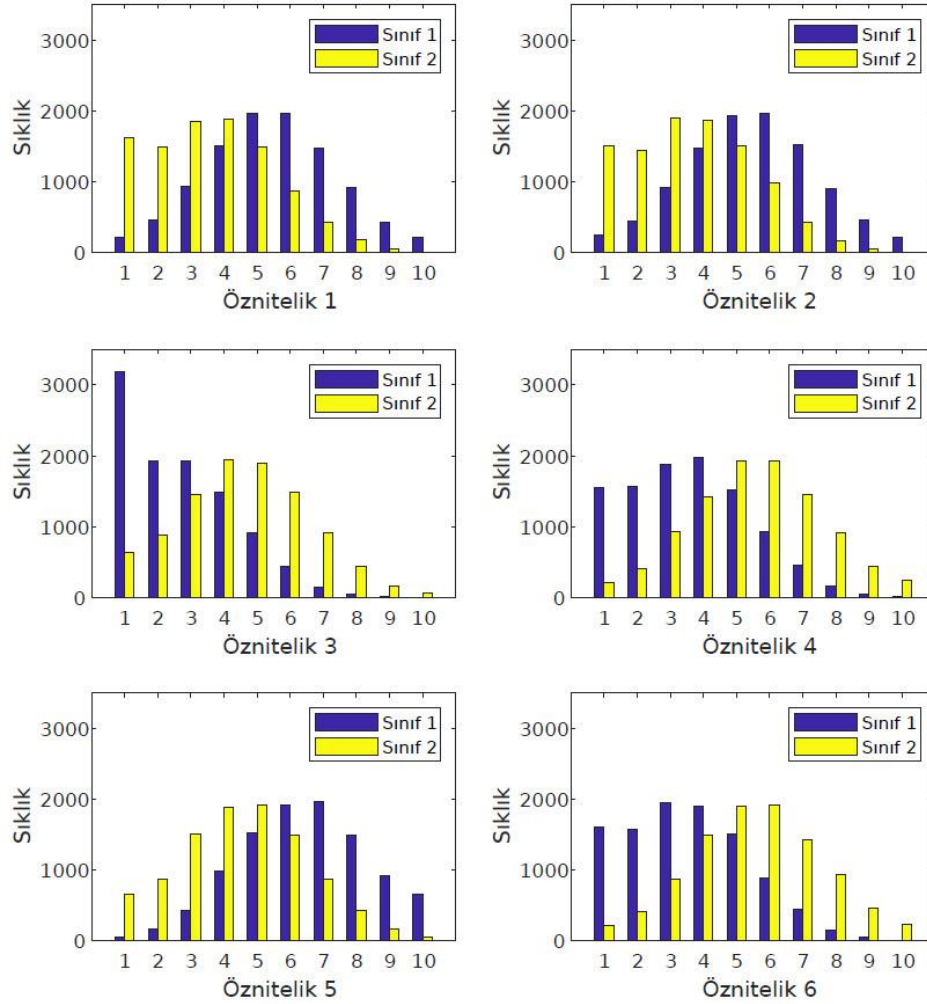 3000
2000
1000
0
Sıklık
Sınıf 1
Sınıf 2
1 2 3 4 5 6 7 8 9 10
Öznitelik 1
3000
2000
1000
0
Sıklık
Sınıf 1
Sınıf 2
1 2 3 4 5 6 7 8 9 10
Öznitelik 2
3000
2000
1000
0
Sıklık
Sınıf 1
Sınıf 2
1 2 3 4 5 6 7 8 9 10
Öznitelik 3
3000
2000
1000
0
Sıklık
Sınıf 1
Sınıf 2
1 2 3 4 5 6 7 8 9 10
Öznitelik 4
3000
2000
1000
0
Sıklık
Sınıf 1
Sınıf 2
1 2 3 4 5 6 7 8 9 10
Öznitelik 5
3000
2000
1000
0
Sıklık
Sınıf 1
Sınıf 2
1 2 3 4 5 6 7 8 9 10
Öznitelik 6